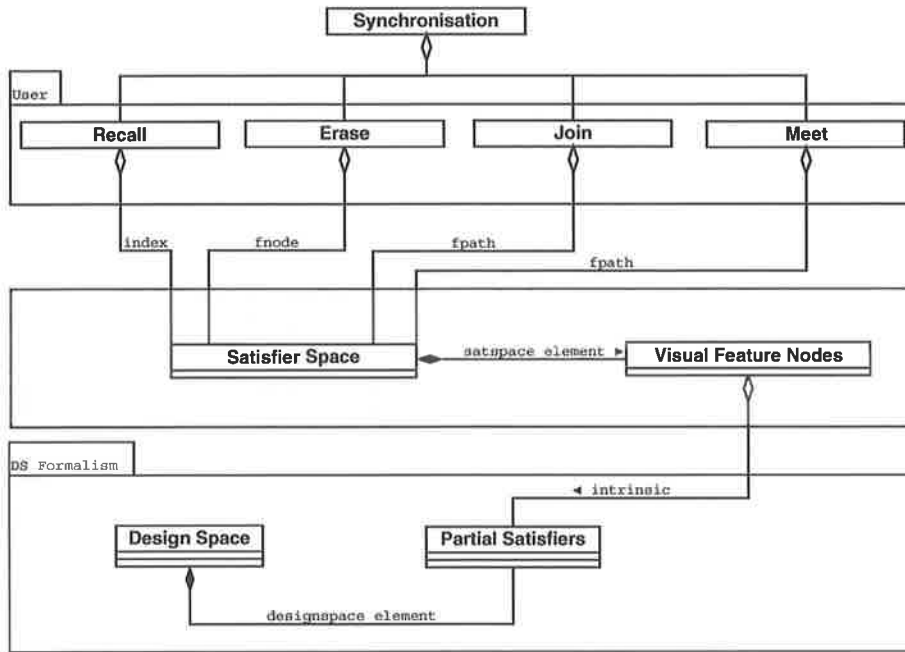 Synchronisation
User
Recall
Erase
Join
Meet
index
fnode
fpath
fpath
Satisfier Space
satspace element
Visual Feature Nodes
DS Formalism
intrinsic
Design Space
Partial Satisfiers
designspace element